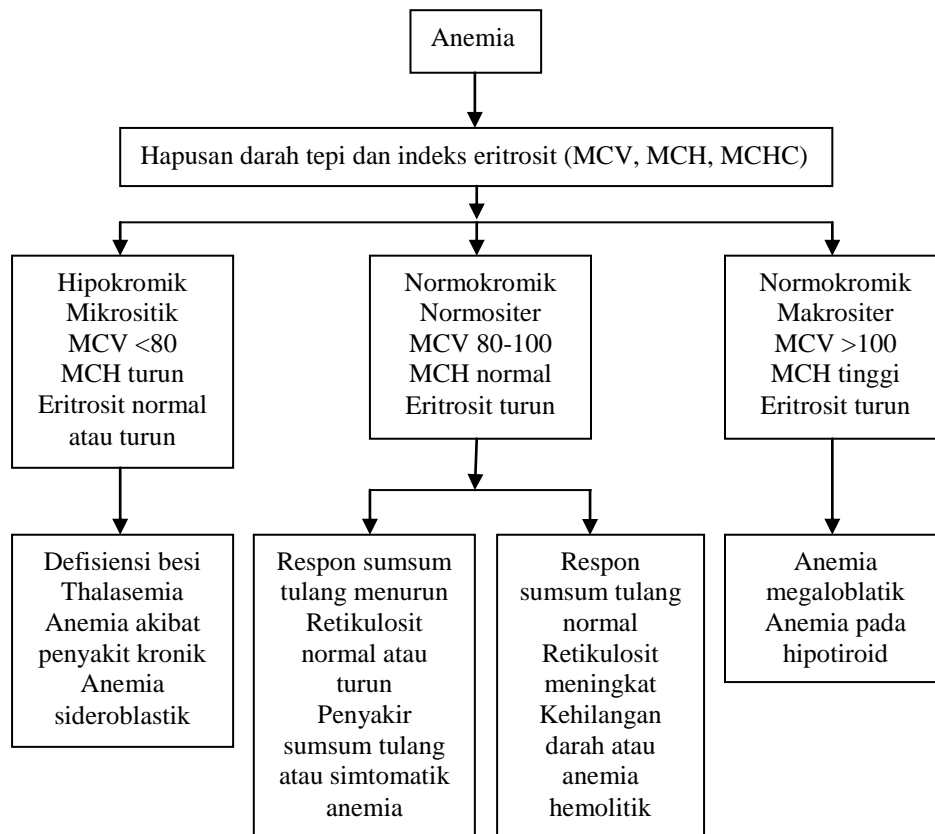 Anemia
Hapusan darah tepi dan indeks eritrosit (MCV, MCH, MCHC)
Hipokromik
Mikrositik
MCV <80
MCH turun
Eritrosit normal
atau turun
Normokromik
Normositer
MCV 80-100
MCH normal
Eritrosit turun
Normokromik
Makrositer
MCV >100
MCH tinggi
Eritrosit turun
Defisiensi besi
Thalasemia
Anemia akibat
penyakit kronik
Anemia
sideroblastik
Respon sumsum
tulang menurun
Retikulosit
normal atau
turun
Penyakir
sumsum tulang
atau simtomatik
anemia
Respon
sumsum tulang
normal
Retikulosit
meningkat
Kehilangan
darah atau
anemia
hemolitik
Anemia
megaloblatik
Anemia pada
hipotiroid